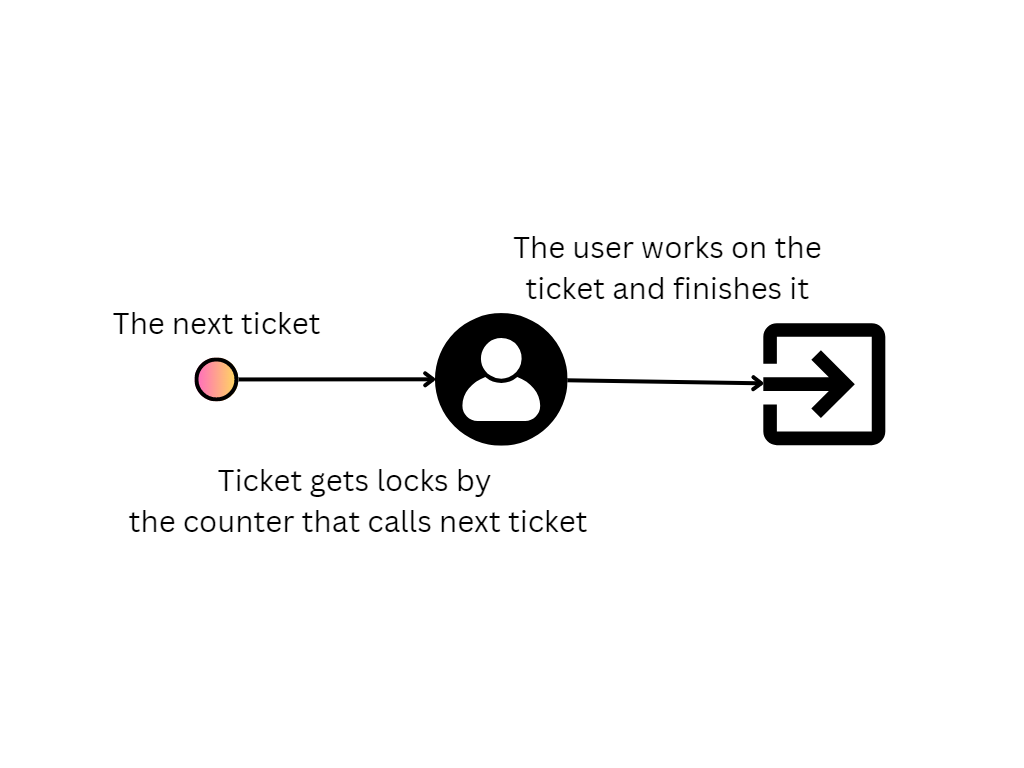 The user works on the
ticket and finishes it
The next ticket
Ticket gets locks by
the counter that calls next ticket